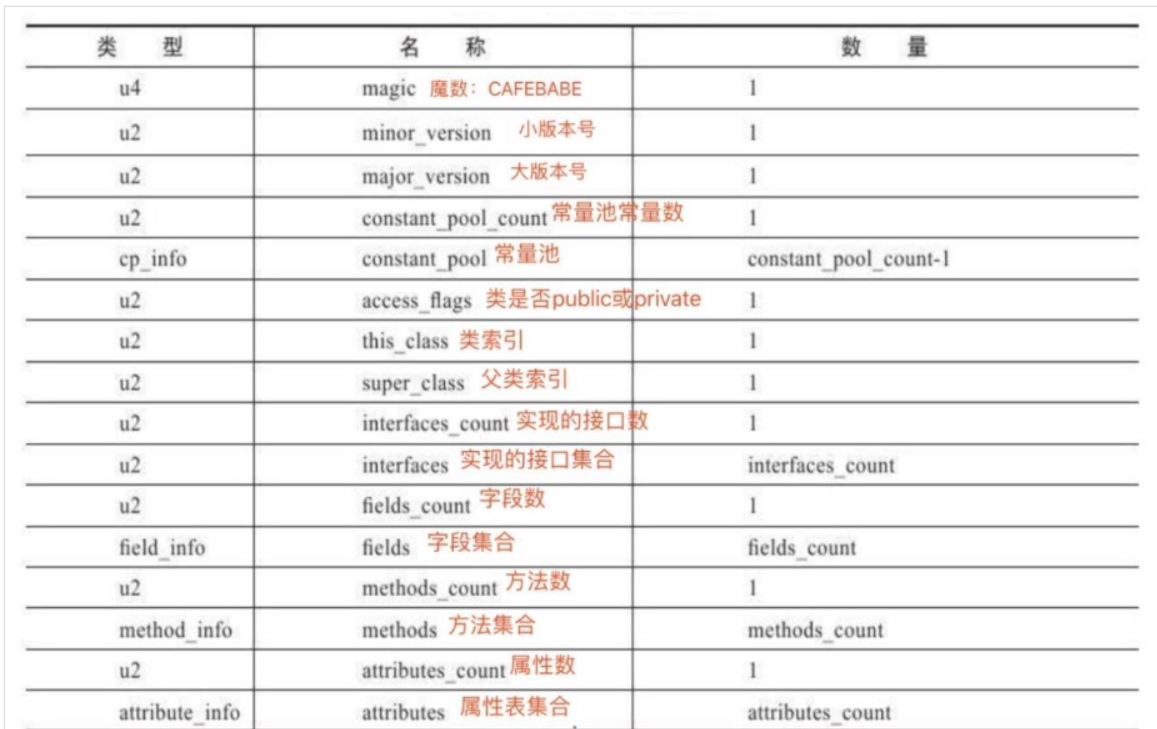 类 型 名 称 数 量
u4 magic 魔数：CAFEBABE 1
u2 minor_version 小版本号 1
u2 major_version 大版本号 1
u2 constant_pool_count 常量池常量数 1
cp_info constant_pool 常量池 constant_pool_count-1
u2 access_flags 类是否public或private 1
u2 this_class 类索引 1
u2 super_class 父类索引 1
u2 interfaces_count 实现的接口数 1
u2 interfaces 实现的接口集合 interfaces_count
u2 fields_count 字段数 1
field_info fields 字段集合 fields_count
u2 methods_count 方法数 1
method_info methods 方法集合 methods_count
u2 attributes_count 属性数 1
attribute_info attributes 属性表集合 attributes_count